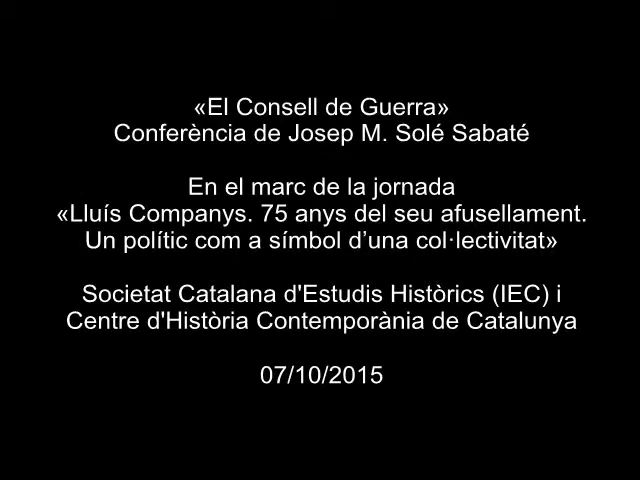 «El Consell de Guerra»
Conferència de Josep M. Solé Sabaté
En el marc de la jornada
«Lluís Companys. 75 anys del seu afusellament.
Un polític com a símbol d’una col·lectivitat»
Societat Catalana d'Estudis Històrics (IEC) i
Centre d'Història Contemporània de Catalunya
07/10/2015